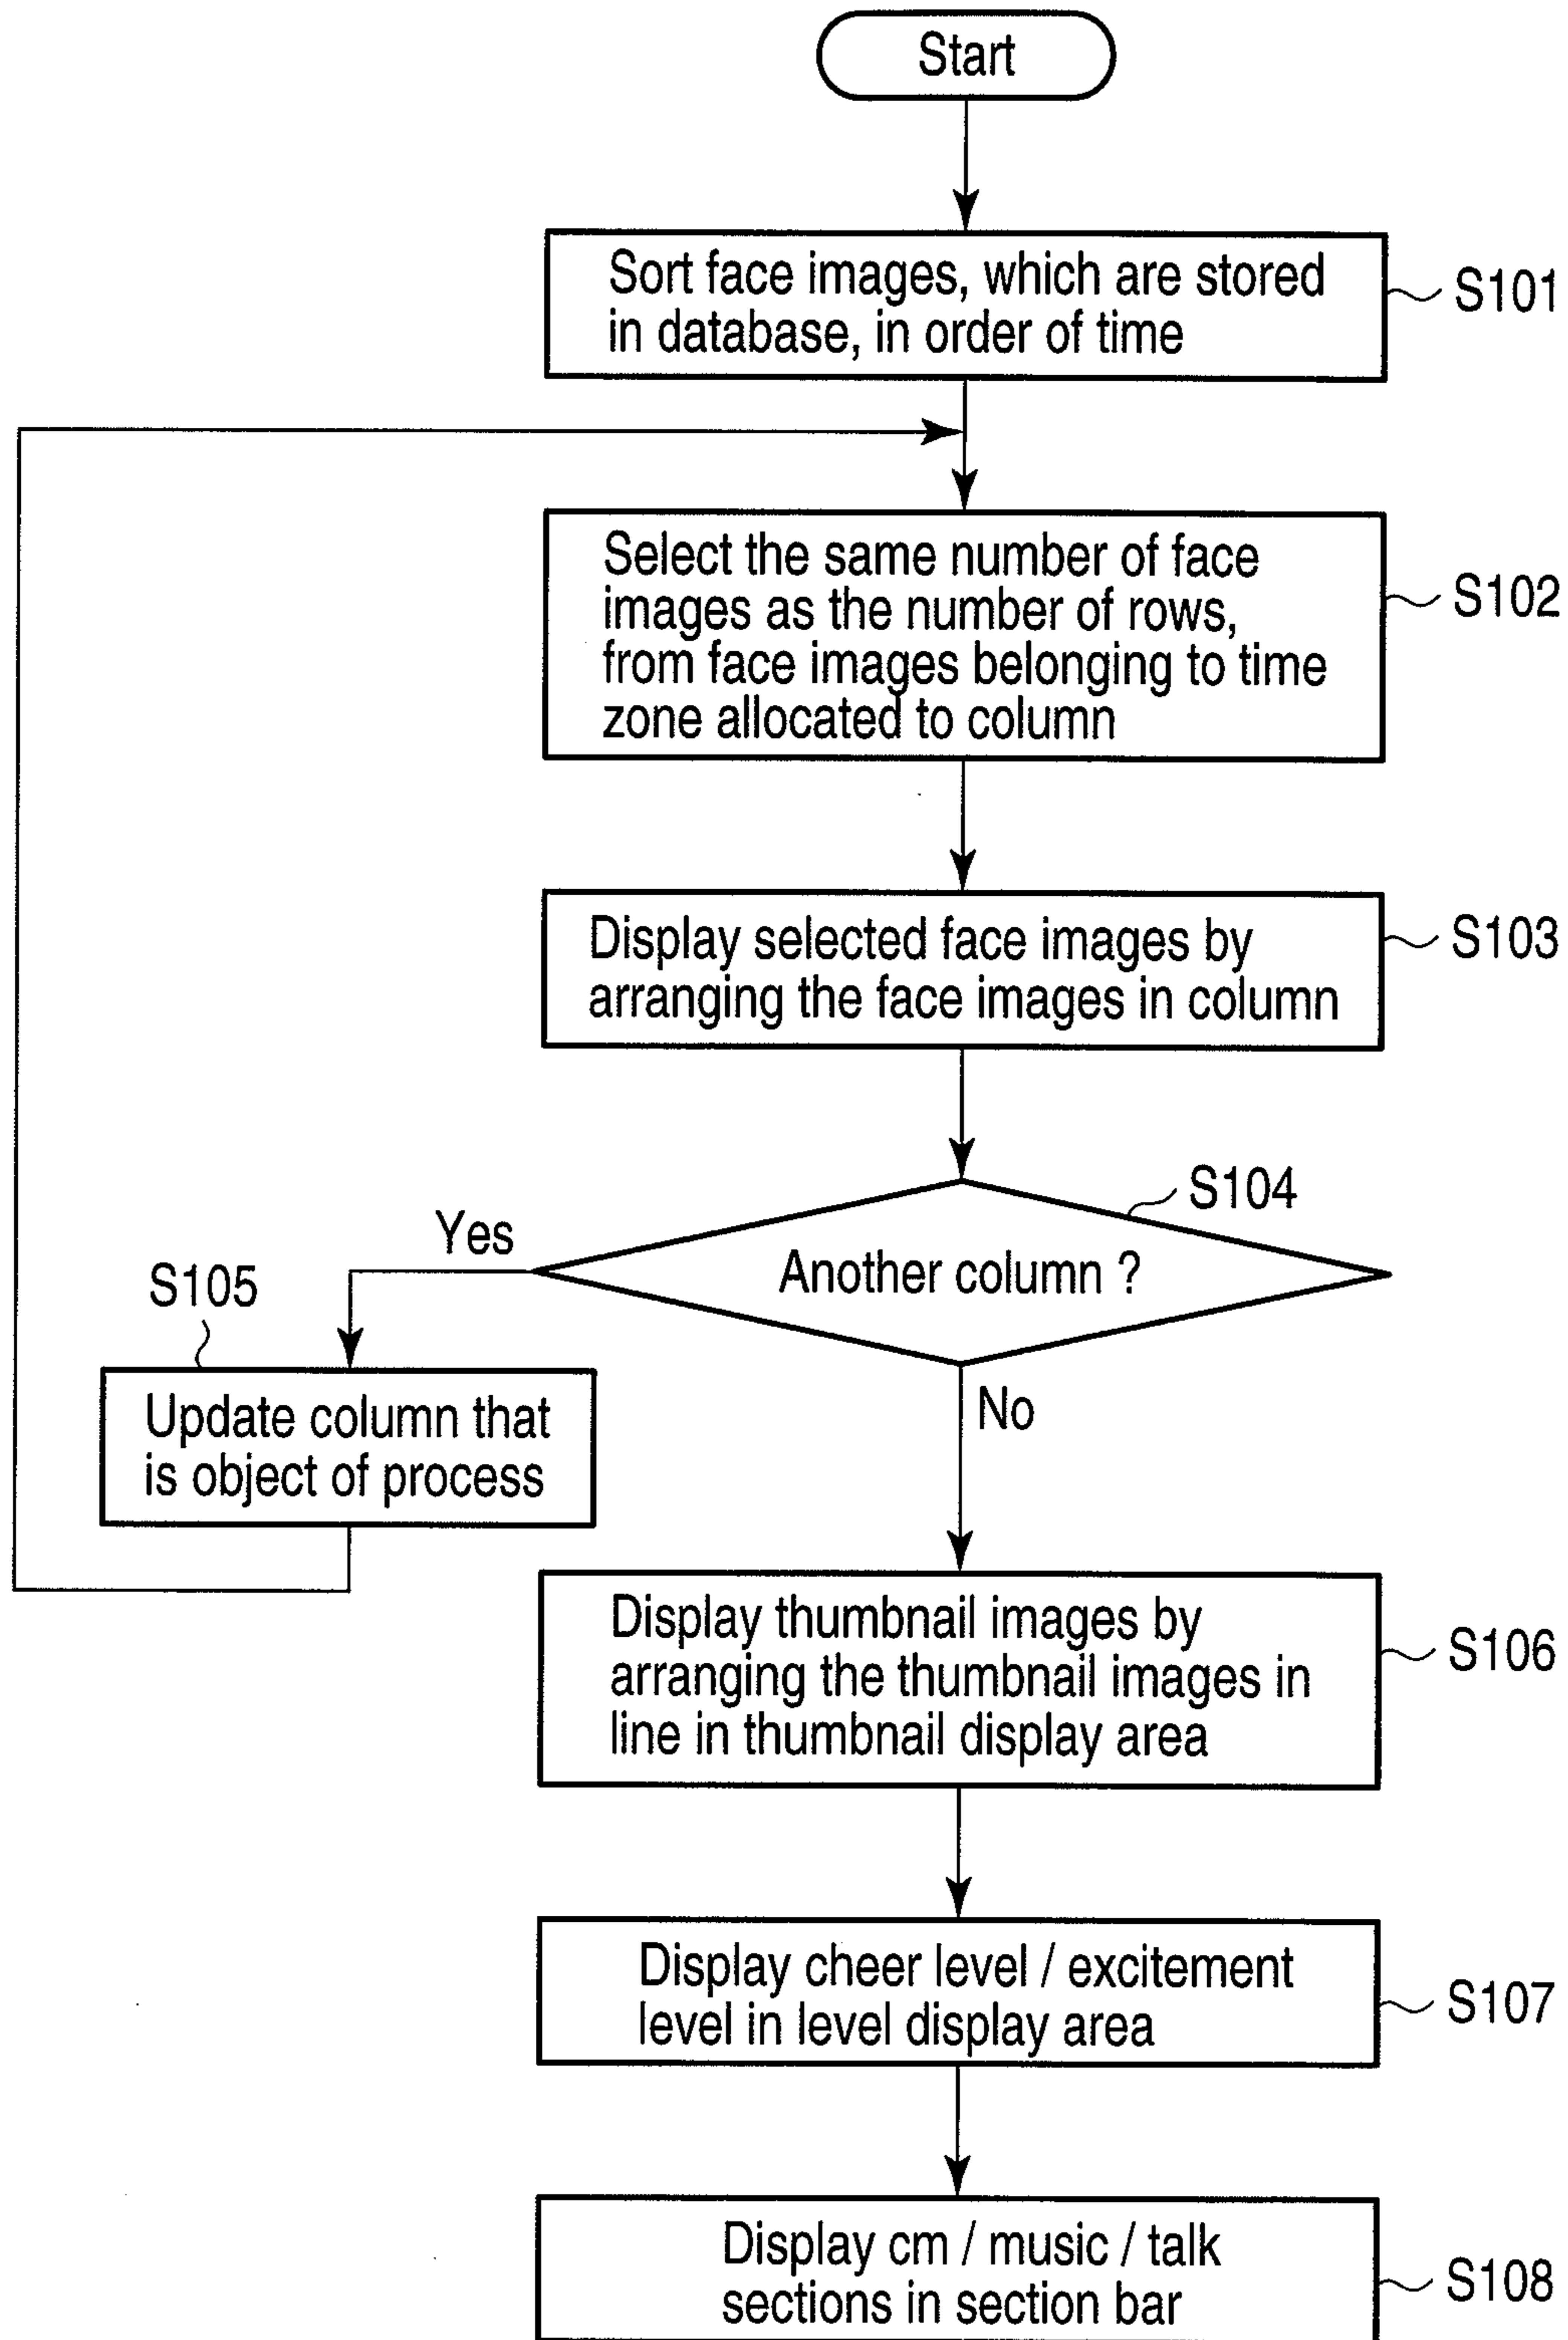 Start
Sort face images, which are stored
in database, in order of time
S101
Select the same number of face
images as the number of rows,
from face images belonging to time
zone allocated to column
S102
Display selected face images by
arranging the face images in column
S103
S104
Another column ?
Yes
S105
Update column that
is object of process
No
Display thumbnail images by
arranging the thumbnail images in
line in thumbnail display area
S106
Display cheer level / excitement
level in level display area
S107
Display cm / music / talk
sections in section bar
S108